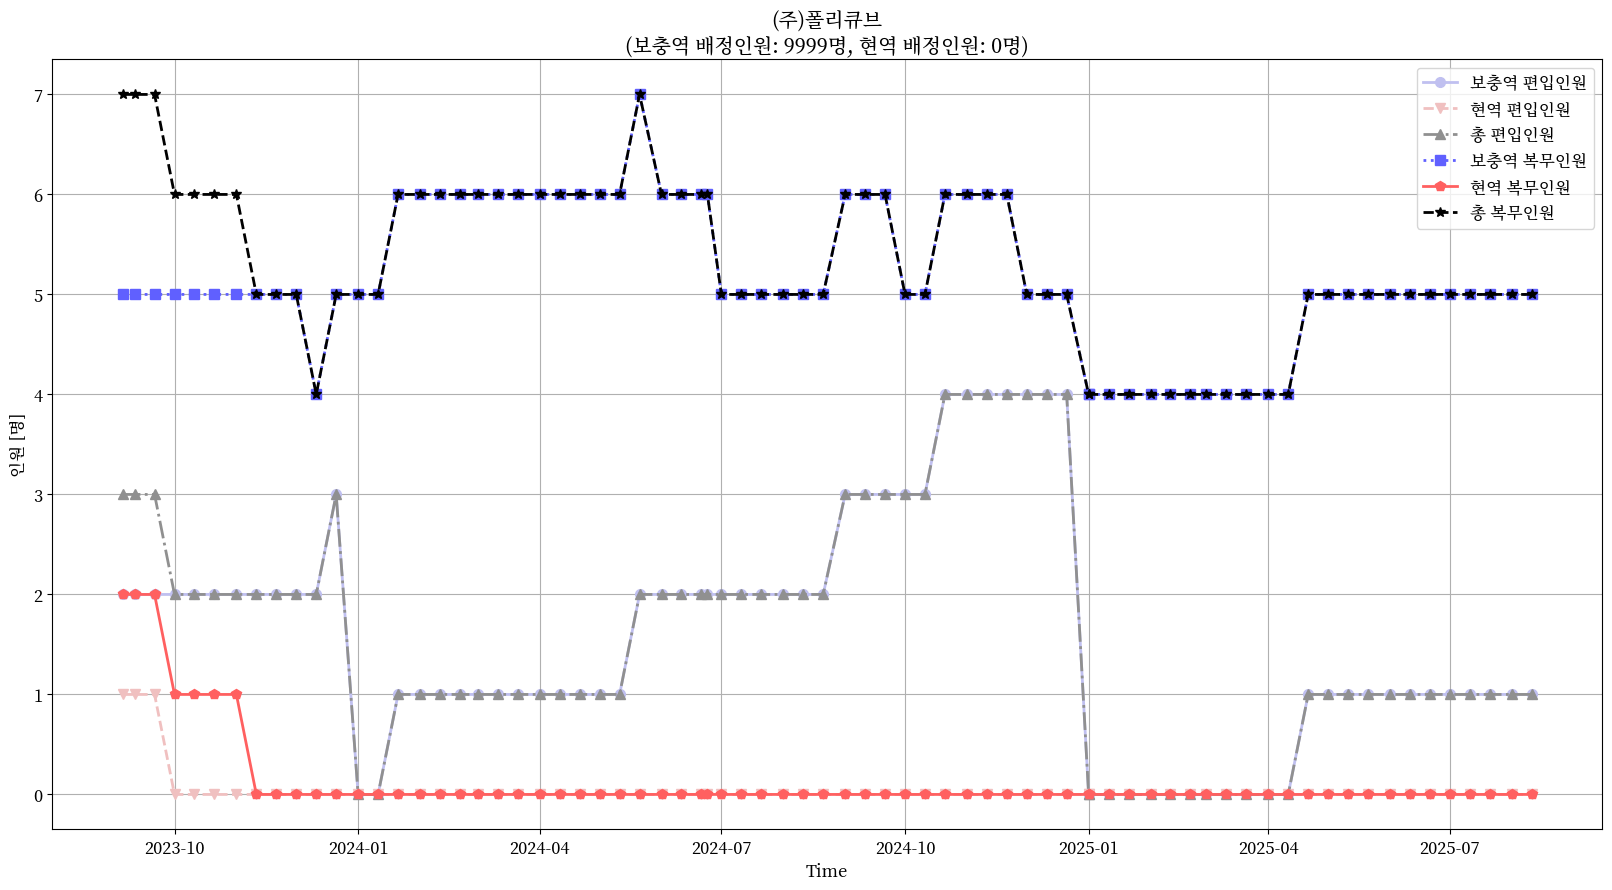 (주)폴리큐브
(보충역 배정인원: 9999명, 현역 배정인원: 0명)
보충역 편입인원
현역 편입인원
총 편입인원
보충역 복무인원
현역 복무인원
총 복무인원
인원 [명]
7
6
5
4
3
2
1
0
2023-10
2024-01
2024-04
2024-07
2024-10
2025-01
2025-04
2025-07
Time